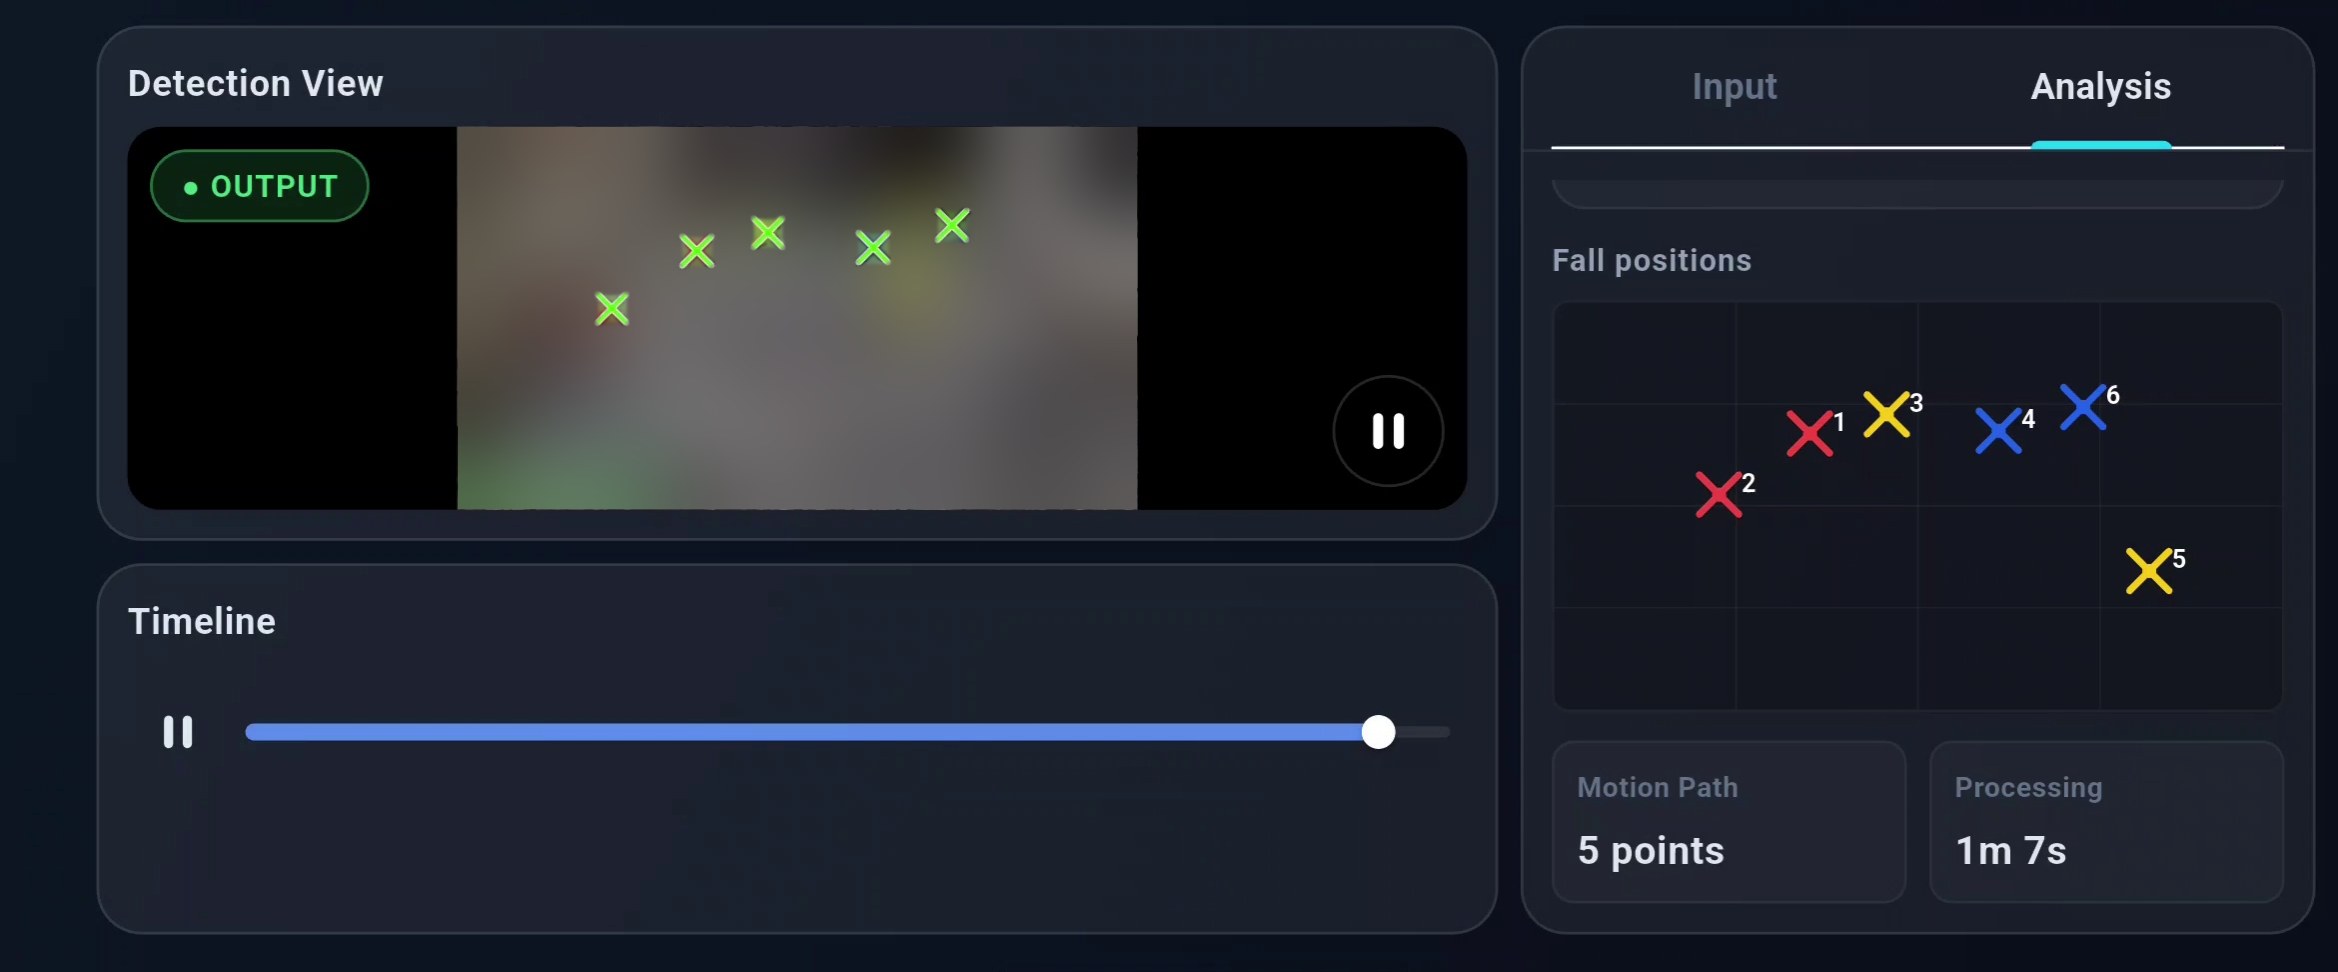 Detection View
OUTPUT
Timeline
Input
Analysis
Fall positions
1
2
3
4
5
6
Motion Path
5 points
Processing
1m 7s